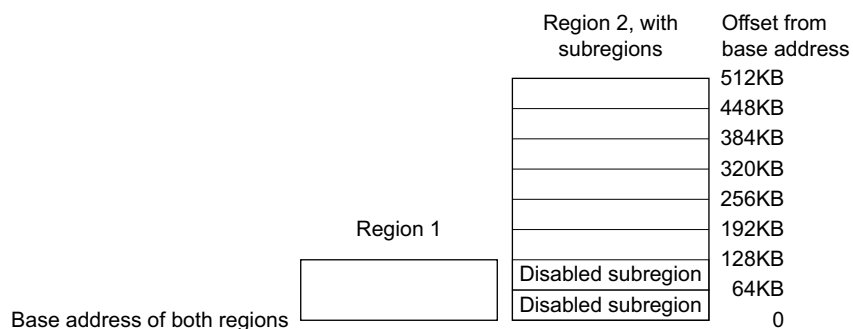 Region 2, with
subregions
Offset from
base address
512KB
448KB
384KB
320KB
256KB
Region 1
192KB
128KB
Disabled subregion
64KB
Disabled subregion
Base address of both regions
0